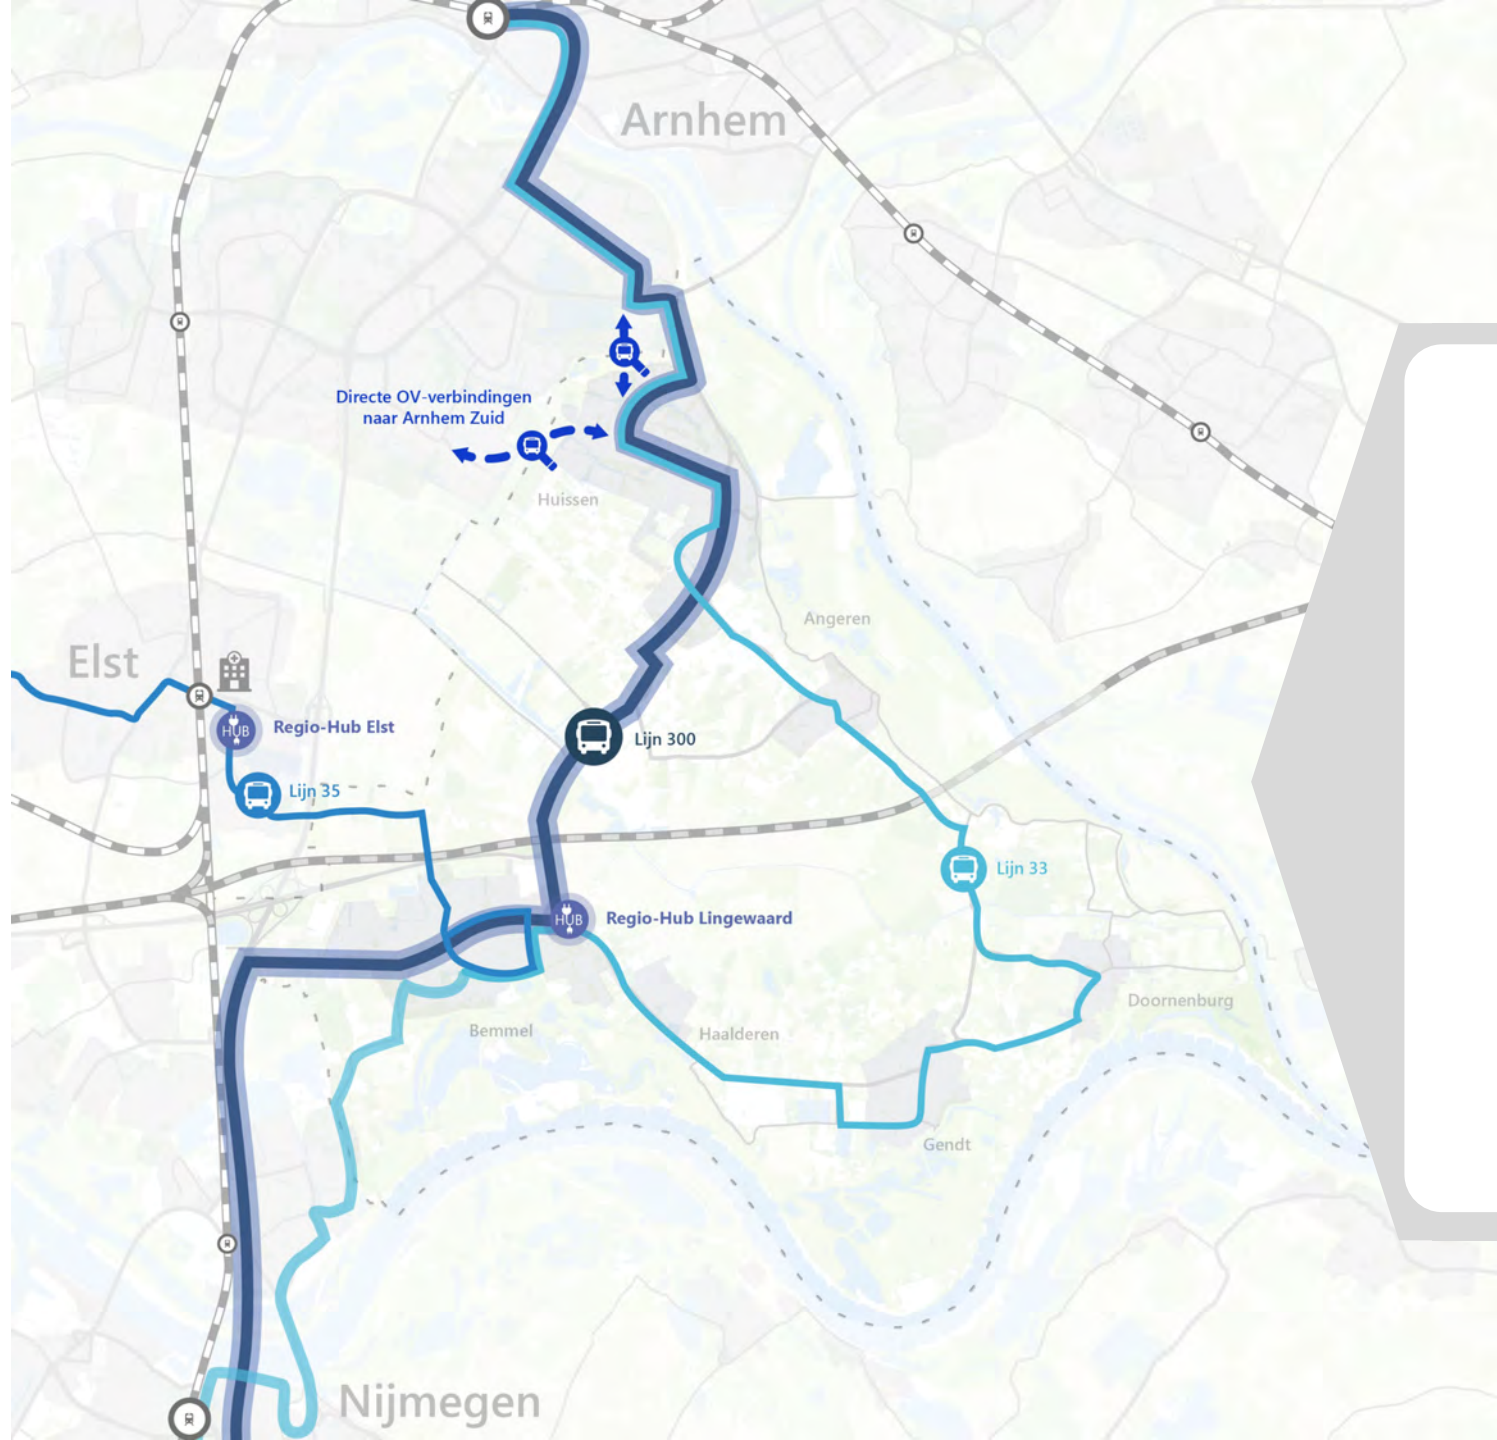 Arnhem
Directe OV-verbindingen
naar Arnhem Zuid
Huissen
Angeren
Elst
HUB
Regio-Hub Elst
Lijn 300
Lijn 35
Lijn 33
HUB
Regio-Hub Lingewaard
Doornenburg
Bemmel
Haalderen
Gendt
Nijmegen